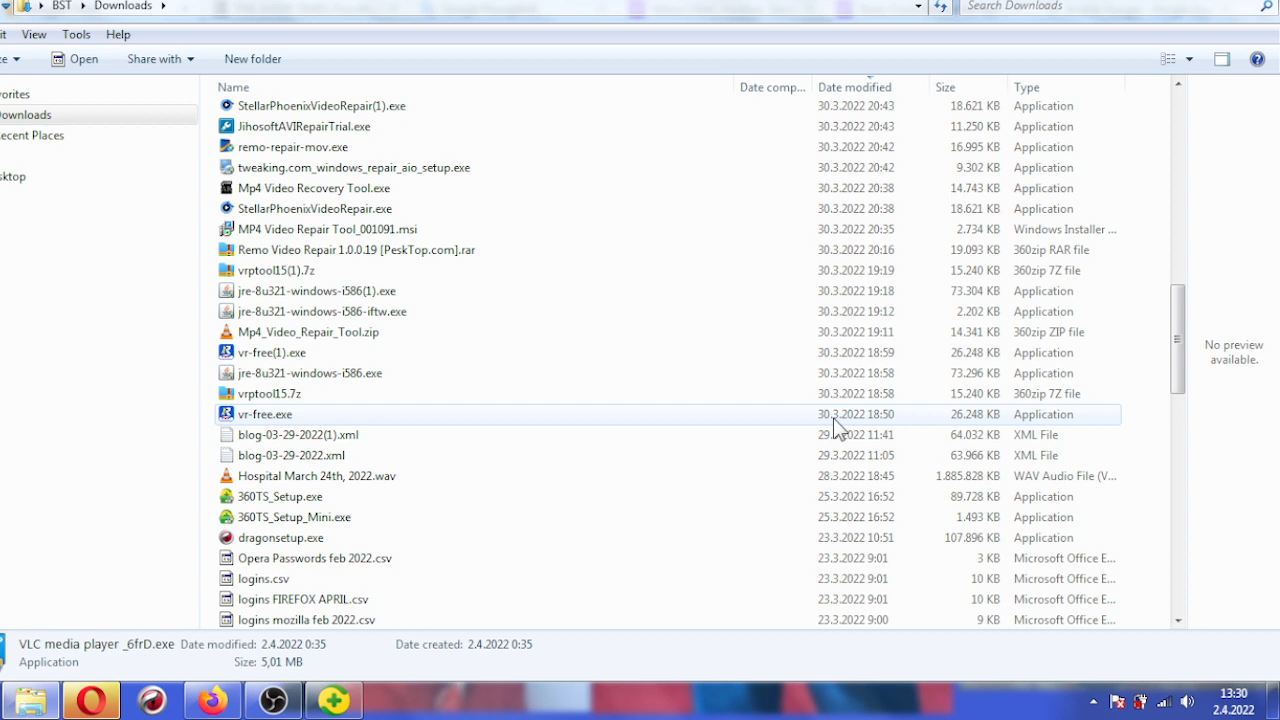 BST Downloads Search Downloads
it View Tools Help
ze Open Share with New folder
Name Date comp... Date modified Size Type
orites
ownloads
ecent Places
sktop
StellarPhoenixVideoRepair(1).exe 30.3.2022 20:43 18.621 KB Application
JihosoftAVIRepairTrial.exe 30.3.2022 20:43 11.250 KB Application
remo-repair-mov.exe 30.3.2022 20:42 16.995 KB Application
tweaking.com_windows_repair_aio_setup.exe 30.3.2022 20:42 9.302 KB Application
Mp4 Video Recovery Tool.exe 30.3.2022 20:38 14.743 KB Application
StellarPhoenixVideoRepair.exe 30.3.2022 20:38 18.621 KB Application
MP4 Video Repair Tool_001091.msi 30.3.2022 20:35 2.734 KB Windows Installer ...
Remo Video Repair 1.0.0.19 [PeskTop.com].rar 30.3.2022 20:16 19.093 KB 360zip RAR file
vrptool15(1).7z 30.3.2022 19:19 15.240 KB 360zip 7Z file
jre-8u321-windows-i586(1).exe 30.3.2022 19:18 73.304 KB Application
jre-8u321-windows-i586-iftw.exe 30.3.2022 19:12 2.202 KB Application
Mp4_Video_Repair_Tool.zip 30.3.2022 19:11 14.341 KB 360zip ZIP file
vr-free(1).exe 30.3.2022 18:59 26.248 KB Application
jre-8u321-windows-i586.exe 30.3.2022 18:58 73.296 KB Application
vrptool15.7z 30.3.2022 18:58 15.240 KB 360zip 7Z file
vr-free.exe 30.3.2022 18:50 26.248 KB Application
blog-03-29-2022(1).xml 29.3.2022 11:41 64.032 KB XML File
blog-03-29-2022.xml 29.3.2022 11:05 63.966 KB XML File
Hospital March 24th, 2022.wav 28.3.2022 18:45 1.885.828 KB WAV Audio File (V...
360TS_Setup.exe 25.3.2022 16:52 89.728 KB Application
360TS_Setup_Mini.exe 25.3.2022 16:52 1.493 KB Application
dragonsetup.exe 23.3.2022 10:51 107.896 KB Application
Opera Passwords feb 2022.csv 23.3.2022 9:01 3 KB Microsoft Office E...
logins.csv 23.3.2022 9:01 10 KB Microsoft Office E...
logins FIREFOX APRIL.csv 23.3.2022 9:01 10 KB Microsoft Office E...
logins mozilla feb 2022.csv 23.3.2022 9:00 9 KB Microsoft Office E...
No preview
available.
VLC media player _6frD.exe Date modified: 2.4.2022 0:35 Date created: 2.4.2022 0:35
Application Size: 5,01 MB
13:30
2.4.2022